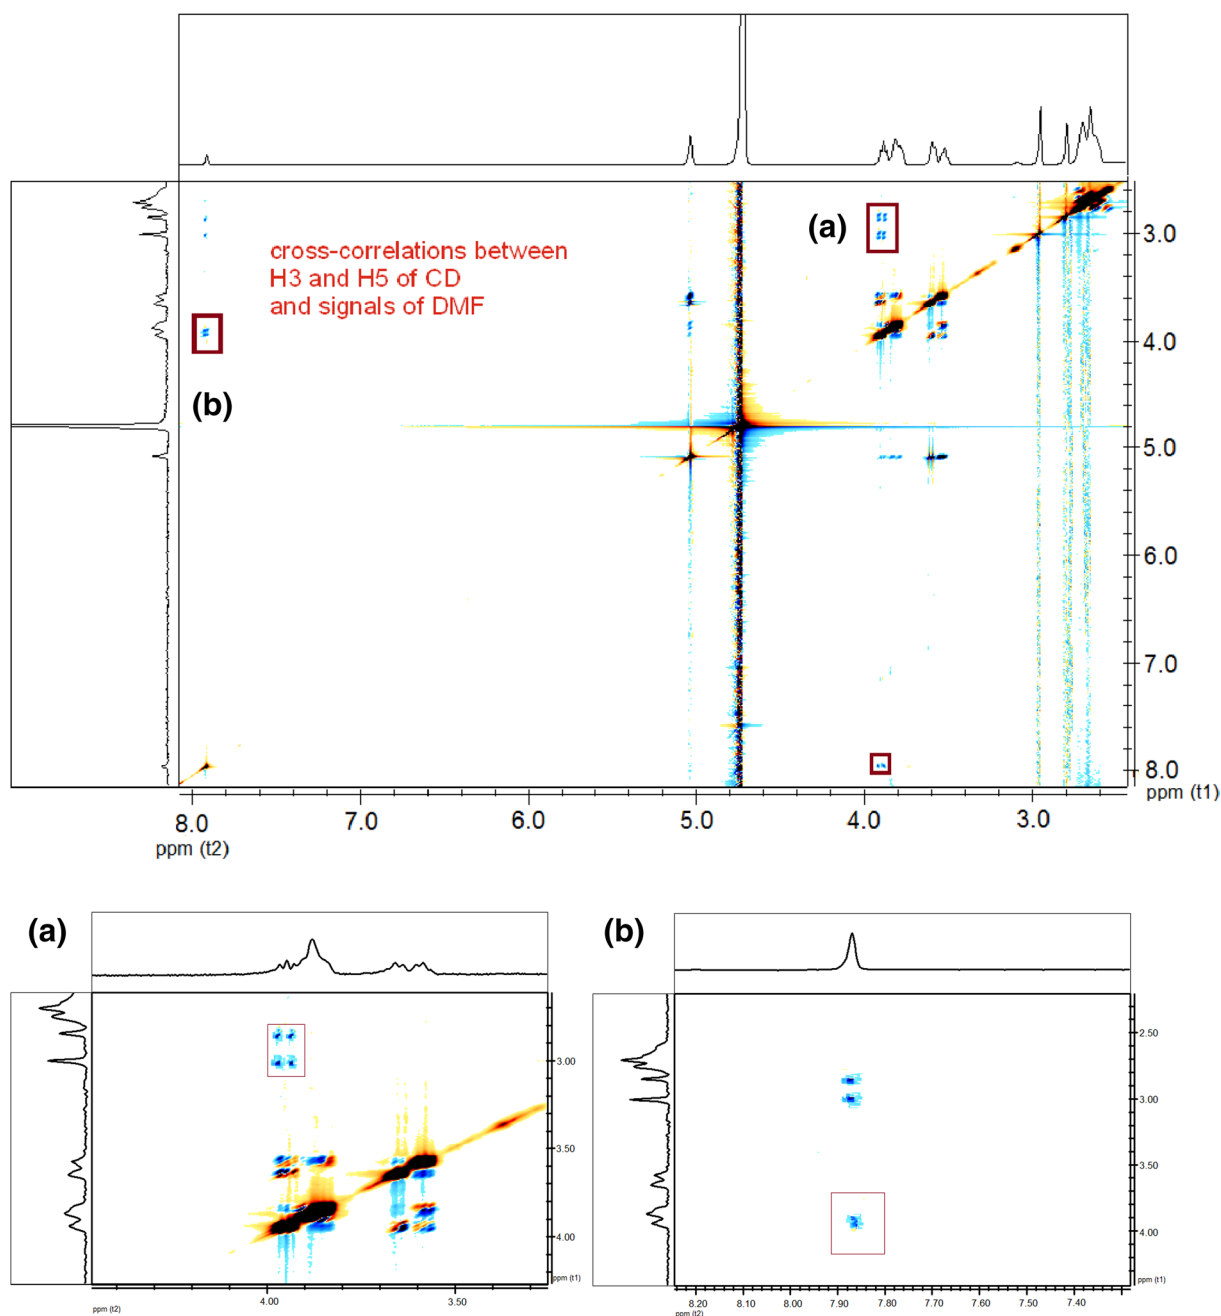 (a)
3.0
cross-correlations between
H3 and H5 of CD
and signals of DMF
4.0
(b)
5.0
6.0
7.0
8.0
ppm (t1)
8.0 7.0 6.0 5.0 4.0 3.0
ppm (t2)
(a)
(b)
3.00
3.50
4.00
ppm (t1)
4.00 3.50
ppm (t2)
2.50
3.00
3.50
4.00
ppm (t1)
8.20 8.10 8.00 7.90 7.80 7.70 7.60 7.50 7.40
ppm (t2)